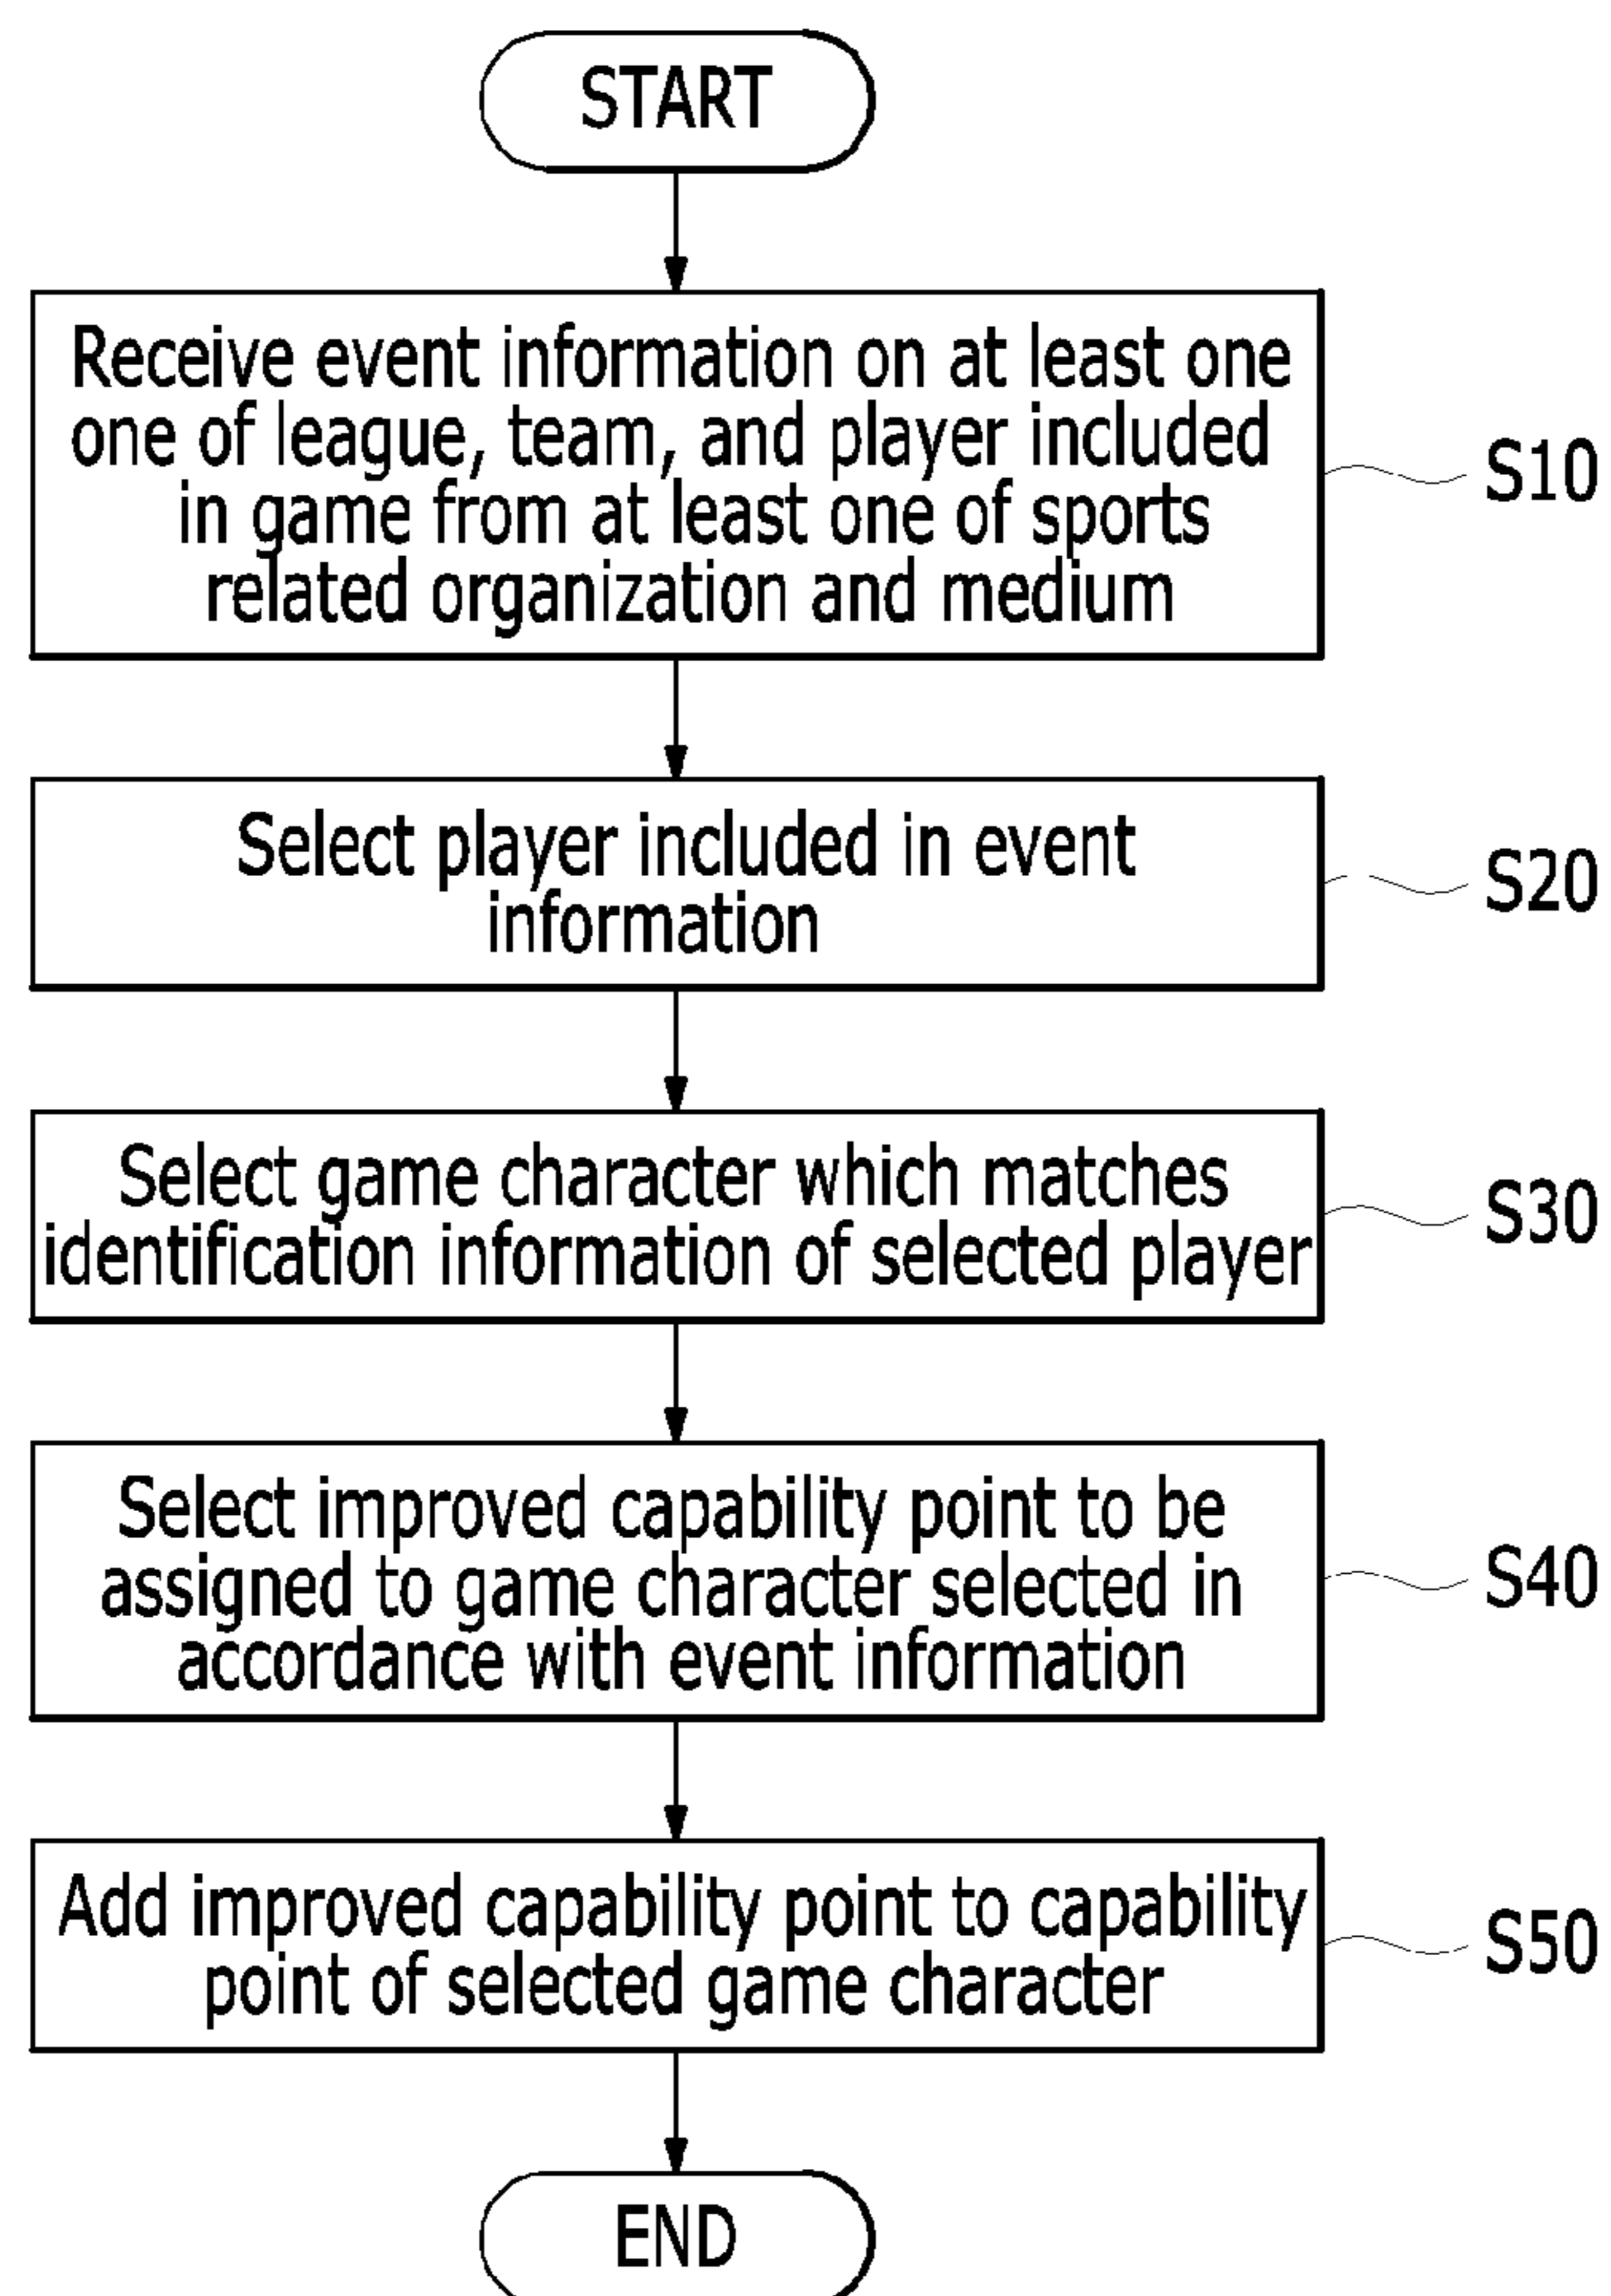 START
Receive event information on at least one
one of league, team, and player included
in game from at least one of sports
related organization and medium
S10
Select player included in event
information
S20
Select game character which matches
identification information of selected player
S30
Select improved capability point to be
assigned to game character selected in
accordance with event information
S40
Add improved capability point to capability
point of selected game character
S50
END